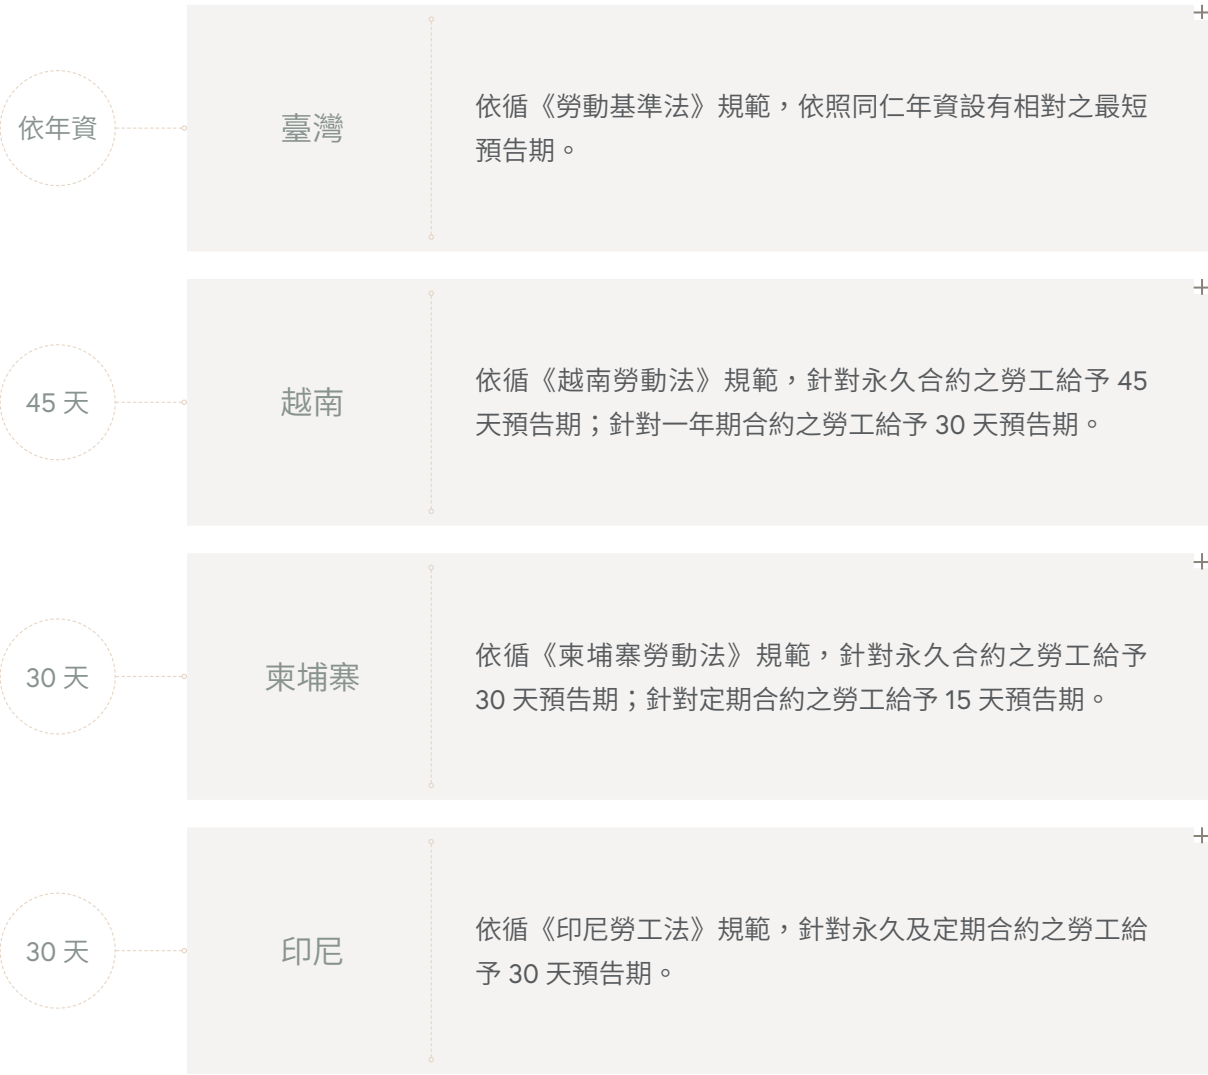 依年資
臺灣
依循《勞動基準法》規範，依照同仁年資設有相對之最短
預告期。
45 天
越南
依循《越南勞動法》規範，針對永久合約之勞工給予 45
天預告期；針對一年期合約之勞工給予 30 天預告期。
30 天
柬埔寨
依循《柬埔寨勞動法》規範，針對永久合約之勞工給予
30 天預告期；針對定期合約之勞工給予 15 天預告期。
30 天
印尼
依循《印尼勞工法》規範，針對永久及定期合約之勞工給
予 30 天預告期。